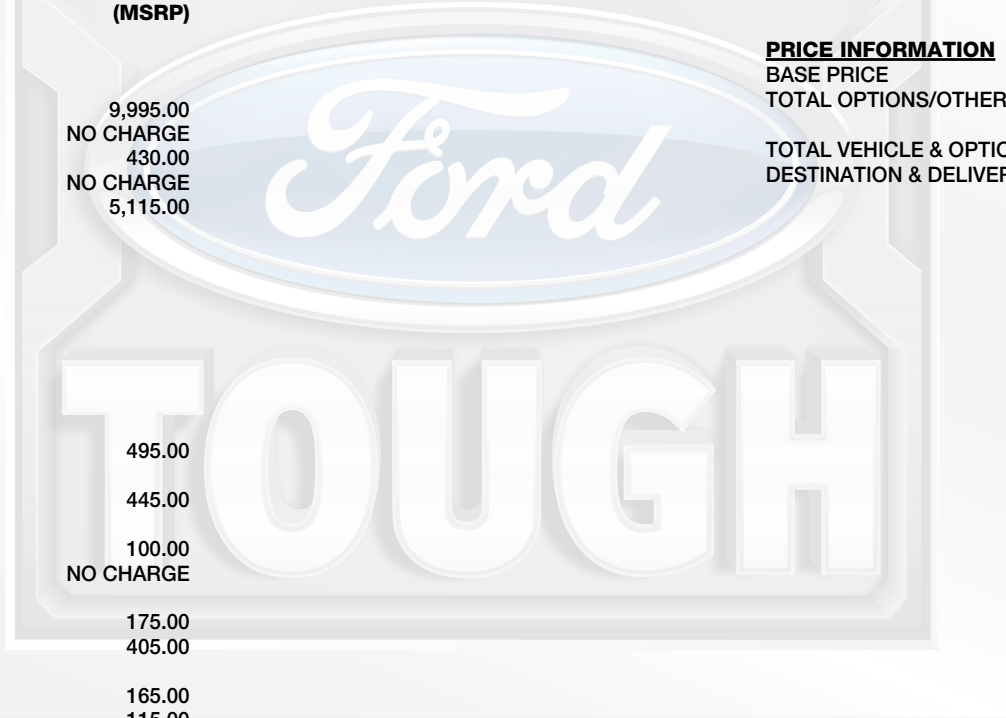 (MSRP)
9,995.00
NO CHARGE
430.00
NO CHARGE
5,115.00
495.00
445.00
100.00
NO CHARGE
175.00
405.00
165.00
115.00
PRICE INFORMATION
BASE PRICE
TOTAL OPTIONS/OTHER
TOTAL VEHICLE & OPTIO
DESTINATION & DELIVER
Ford
TOUGH